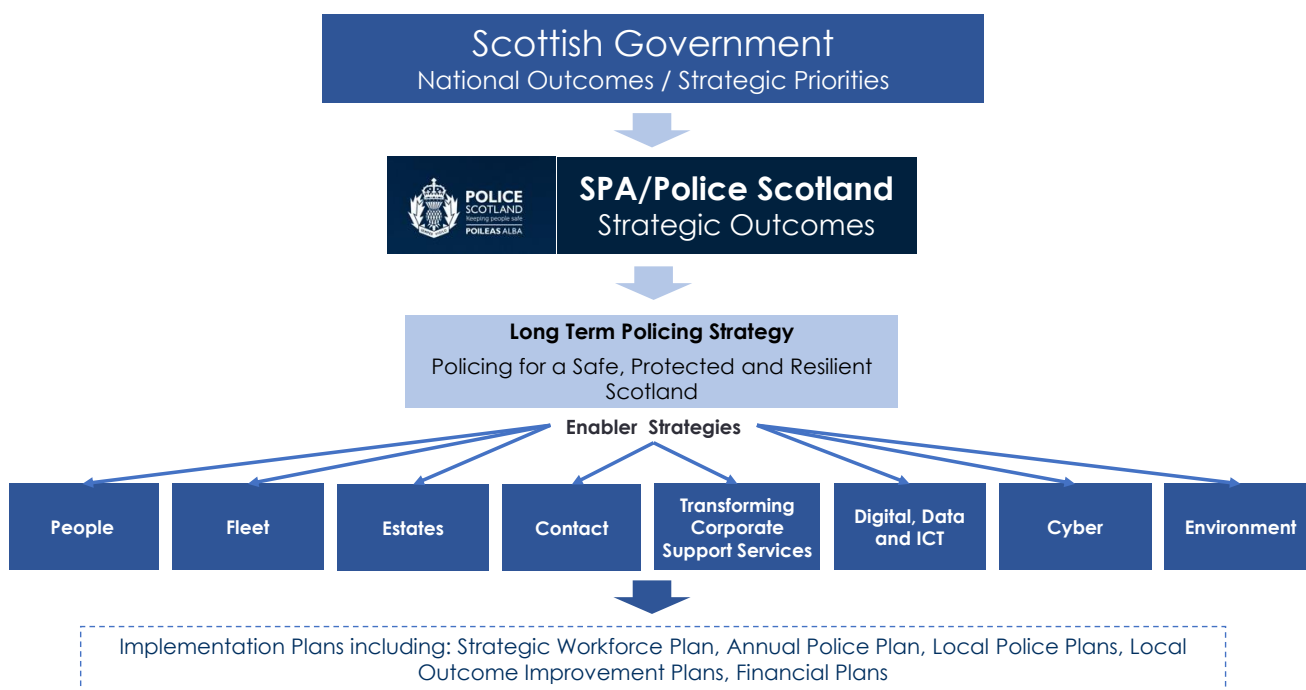 Scottish Government
National Outcomes / Strategic Priorities
POLICE
SCOTLAND
Keeping people safe
POILEAS ALBA
SPA/Police Scotland
Strategic Outcomes
Long Term Policing Strategy
Policing for a Safe, Protected and Resilient
Scotland
Enabler Strategies
People
Fleet
Estates
Contact
Transforming
Corporate
Support Services
Digital, Data
and ICT
Cyber
Environment
Implementation Plans including: Strategic Workforce Plan, Annual Police Plan, Local Police Plans, Local
Outcome Improvement Plans, Financial Plans